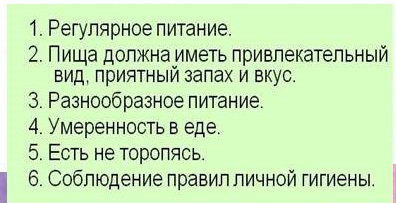 1. Регулярное питание.
2. Пища должна иметь привлекательный
вид, приятный запах и вкус.
3. Разнообразное питание.
4. Умеренность в еде.
5. Есть не торопясь.
6. Соблюдение правил личной гигиены.